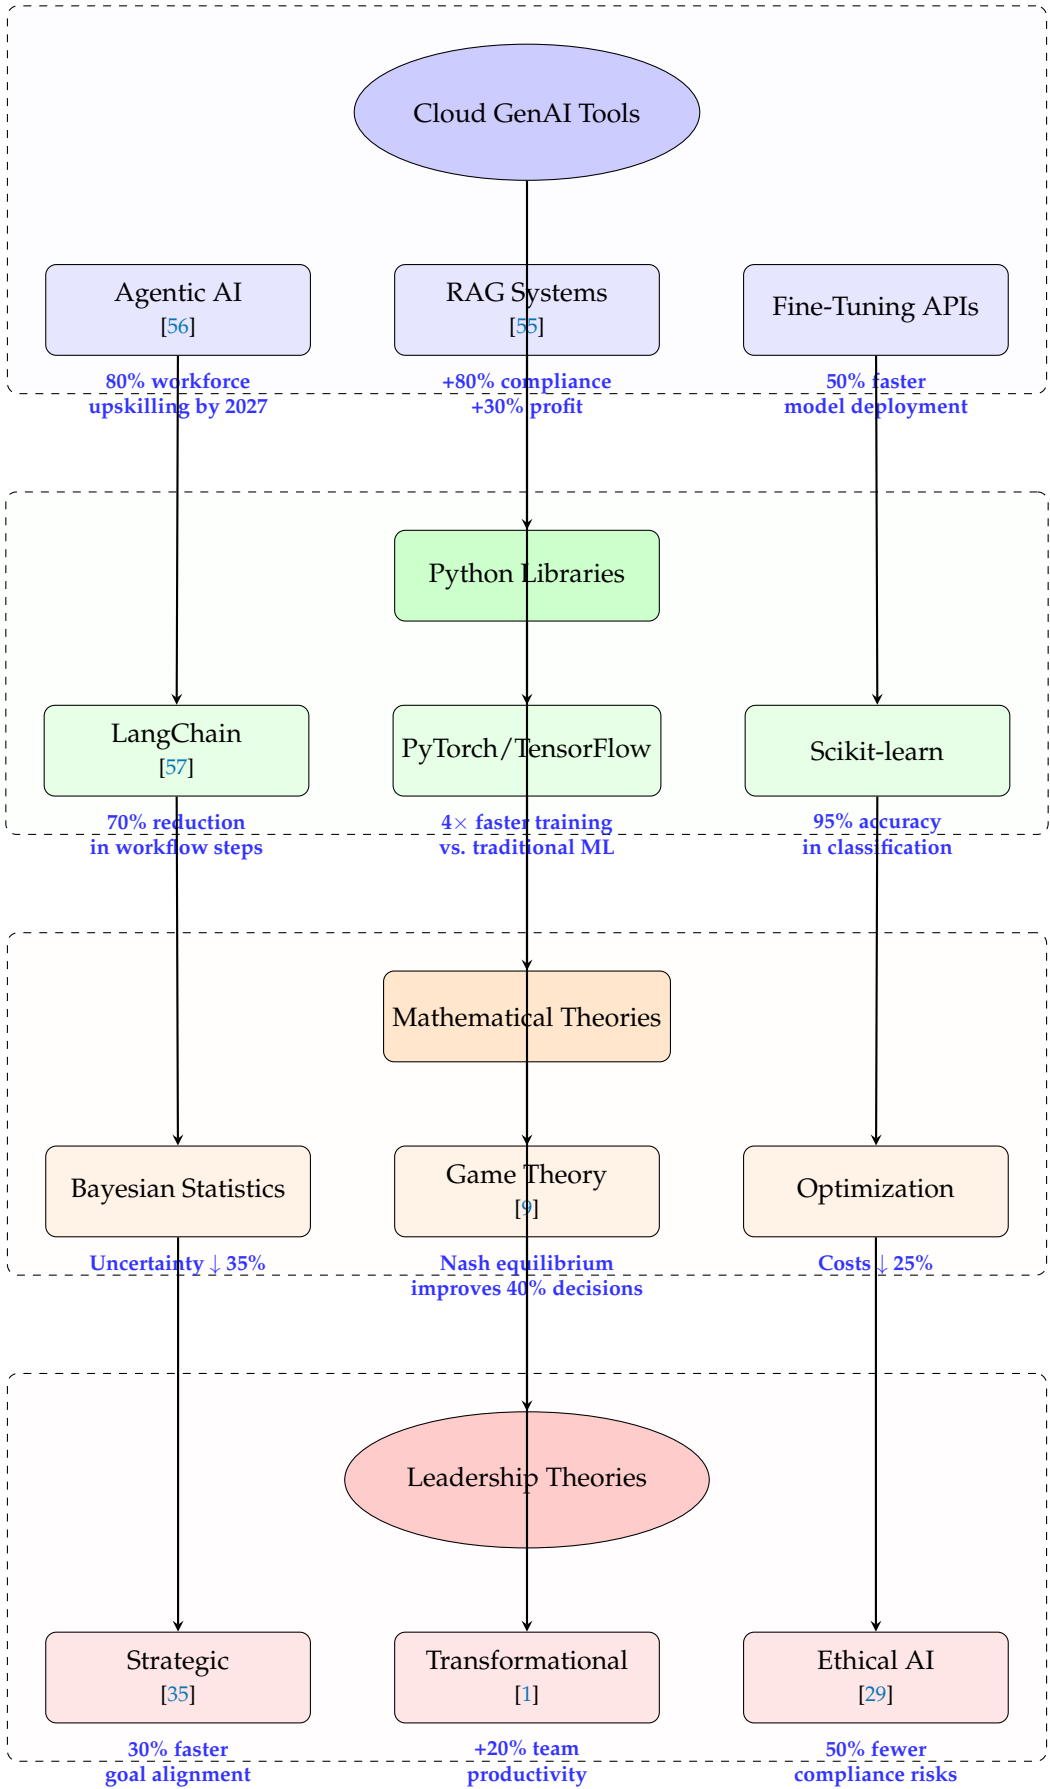 Cloud GenAI Tools
Agentic AI
[56]
RAG Systems
[55]
Fine-Tuning APIs
80% workforce
upskilling by 2027
+80% compliance
+30% profit
50% faster
model deployment
Python Libraries
LangChain
[57]
PyTorch/TensorFlow
Scikit-learn
70% reduction
in workflow steps
4× faster training
vs. traditional ML
95% accuracy
in classification
Mathematical Theories
Bayesian Statistics
Game Theory
[9]
Optimization
Uncertainty ↓ 35%
Nash equilibrium
improves 40% decisions
Costs ↓ 25%
Leadership Theories
Strategic
[35]
Transformational
[1]
Ethical AI
[29]
30% faster
goal alignment
+20% team
productivity
50% fewer
compliance risks